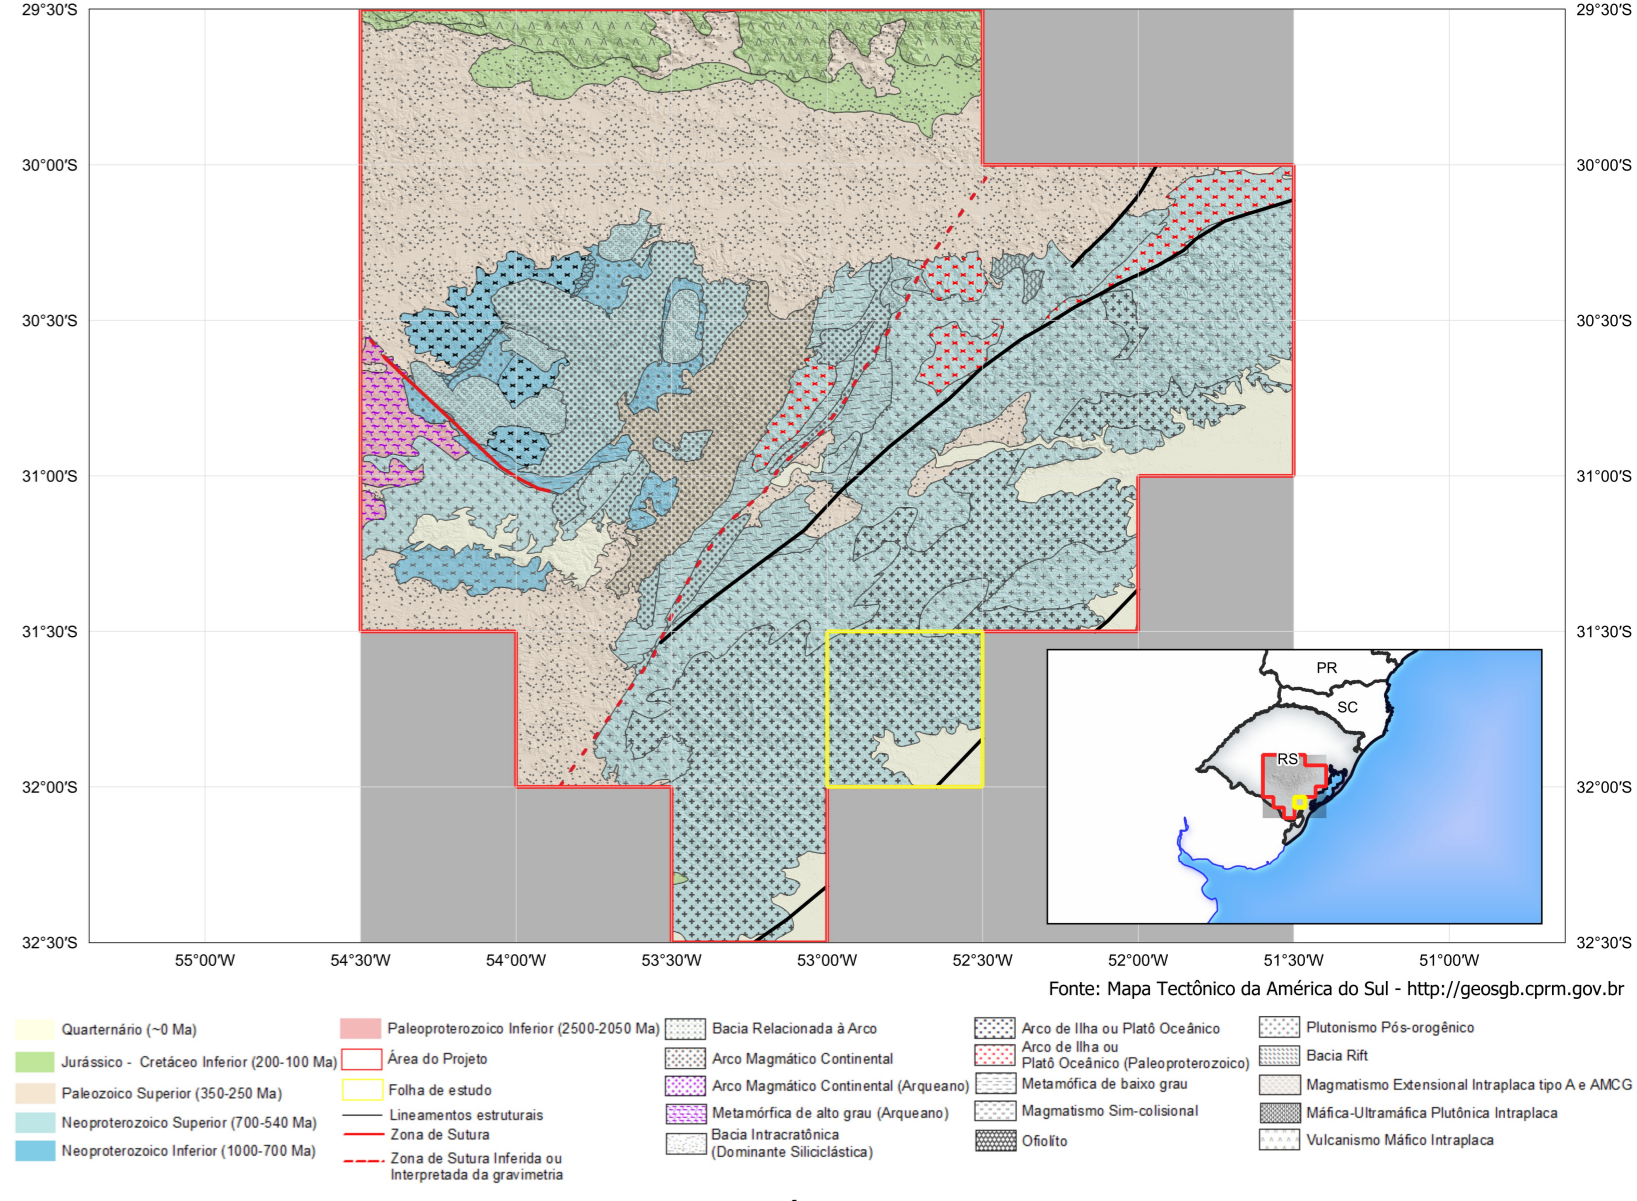 29°30'S
29°30'S
30°00'S
30°00'S
30°30'S
30°30'S
31°00'S
31°00'S
31°30'S
31°30'S
PR
SC
RS
32°00'S
32°00'S
32°30'S
32°30'S
55°00'W
54°30'W
54°00'W
53°30'W
53°00'W
52°30'W
52°00'W
51°30'W
51°00'W
Fonte: Mapa Tectônico da América do Sul - http://geosgb.cprm.gov.br
Quarternário (~0 Ma)
Jurássico - Cretáceo Inferior (200-100 Ma)
Paleozoico Superior (350-250 Ma)
Neoproterozoico Superior (700-540 Ma)
Neoproterozoico Inferior (1000-700 Ma)
Paleoproterozoico Inferior (2500-2050 Ma)
Área do Projeto
Folha de estudo
Lineamentos estruturais
Zona de Sutura
Zona de Sutura Inferida ou
Interpretada da gravimetria
Bacia Relacionada à Arco
Arco Magmático Continental
Arco Magmático Continental (Arqueano)
Metamórfica de alto grau (Arqueano)
Bacia Intracratônica
(Dominante Siliciclástica)
Arco de Ilha ou Platô Oceânico
Arco de Ilha ou
Platô Oceânico (Paleoproterozoico)
Metamófica de baixo grau
Magmatismo Sim-colisional
Ofiolíto
Plutonismo Pós-orogênico
Bacia Rift
Magmatismo Extensional Intraplaca tipo A e AMCG
Máfica-Ultramáfica Plutônica Intraplaca
Vulcanismo Máfico Intraplaca